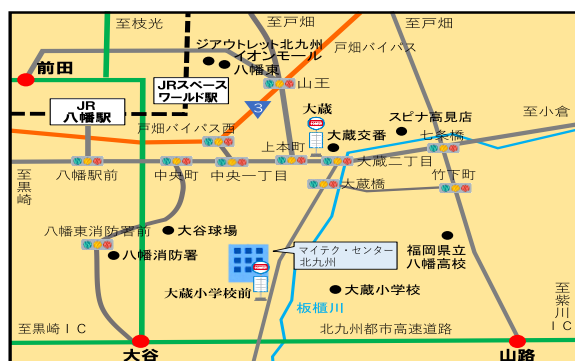 至枝光
至戸畑
至戸畑
ジアウトレット北九州
イオンモール
八幡東
戸畑バイパス
前田
JRスペース
ワールド駅
山王
JR
八幡駅
3
大蔵
スピナ高見店
至小倉
戸畑バイパス西
大蔵交番
七条橋
上本町
八幡駅前
中央町
中央一丁目
大蔵二丁目
至黒崎
大蔵橋
竹下町
八幡東消防署前
大谷球場
八幡消防署
マイテク・センター
北九州
福岡県立
八幡高校
大蔵小学校前
大蔵小学校
板櫃川
至紫川IC
至黒崎IC
北九州都市高速道路
大谷
山路